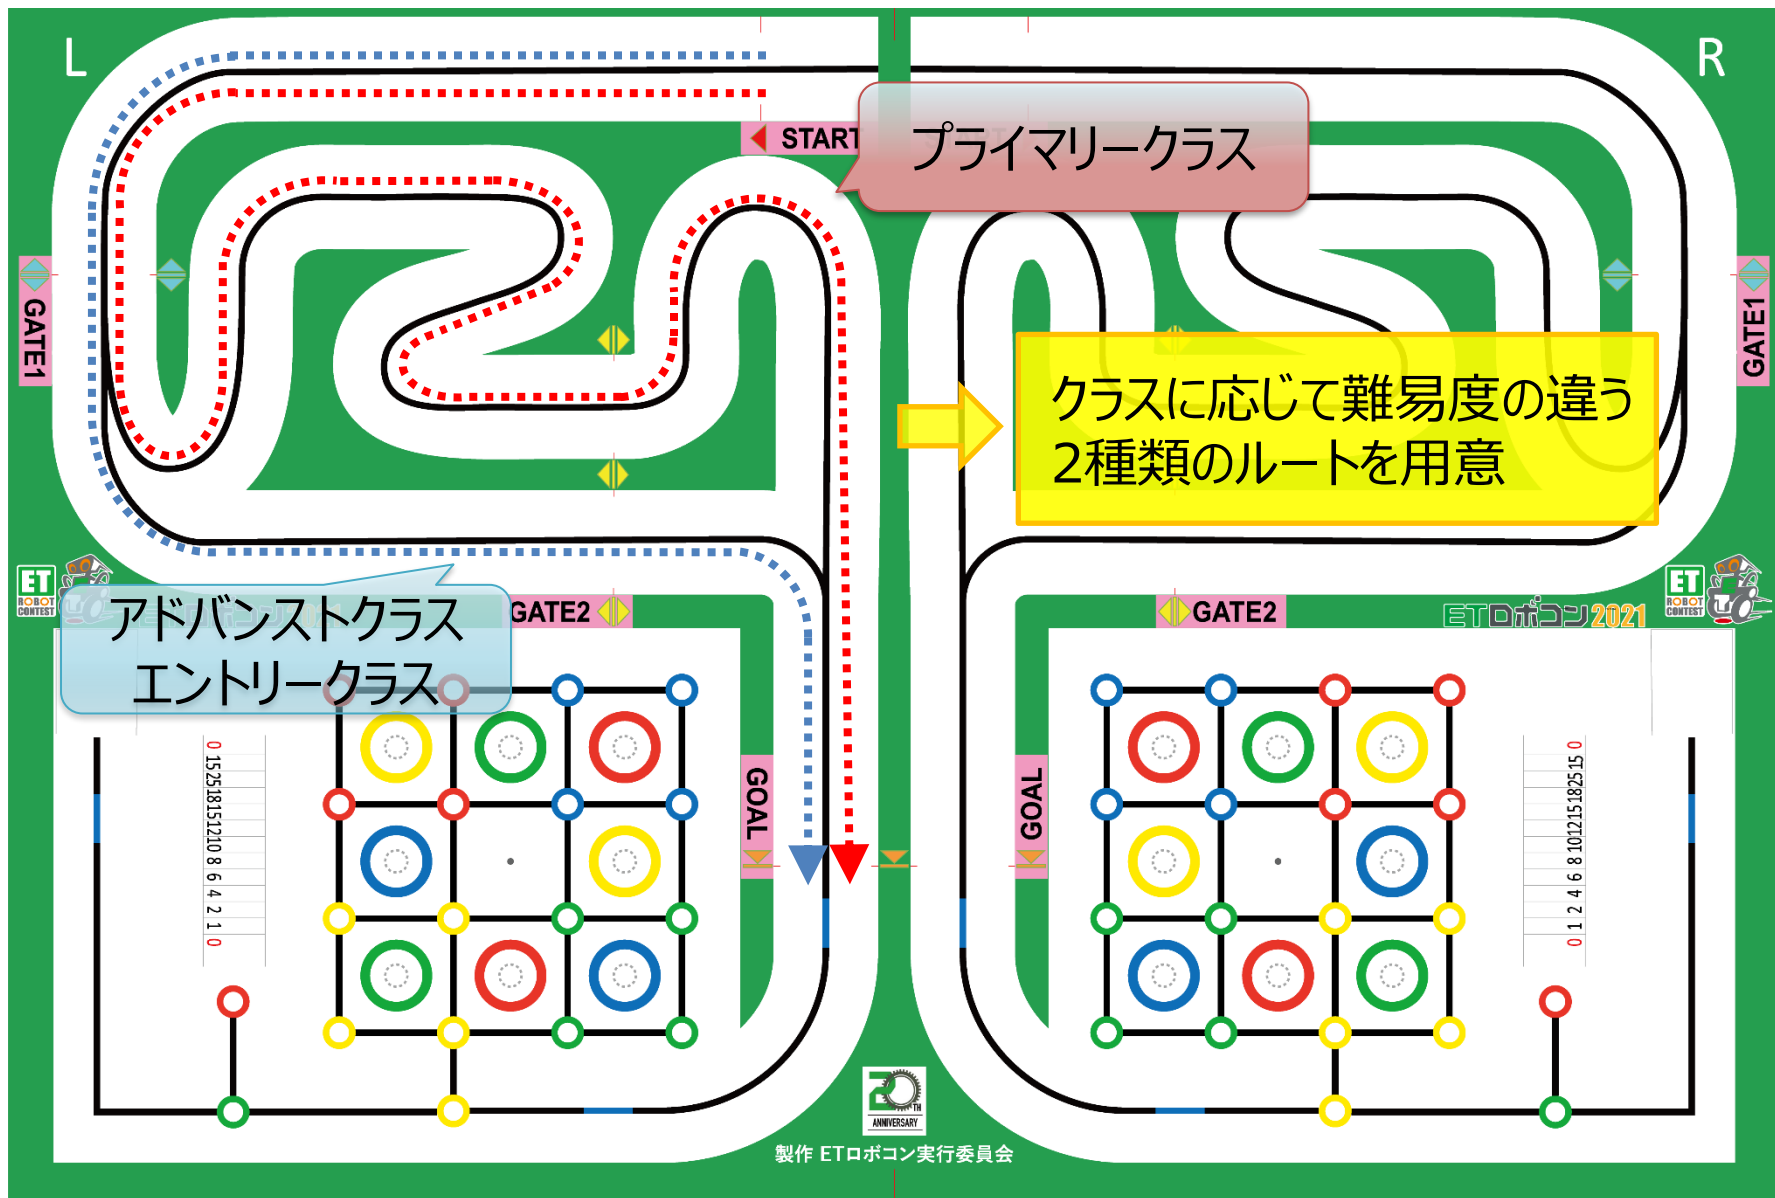 L
R
START
プライマリークラス
GATE1
GATE1
クラスに応じて難易度の違う
2種類のルートを用意
ET
ROBOT
CONTEST
アドバンストクラス
エントリークラス
GATE2
GATE2
ETロボコン2021
ET
ROBOT
CONTEST
GOAL
GOAL
0 15 25 18 15 12 10 8 6 4 2 1 0
0 1 2 4 6 8 10 12 15 18 25 15 0
20TH
ANNIVERSARY
製作 ETロボコン実行委員会